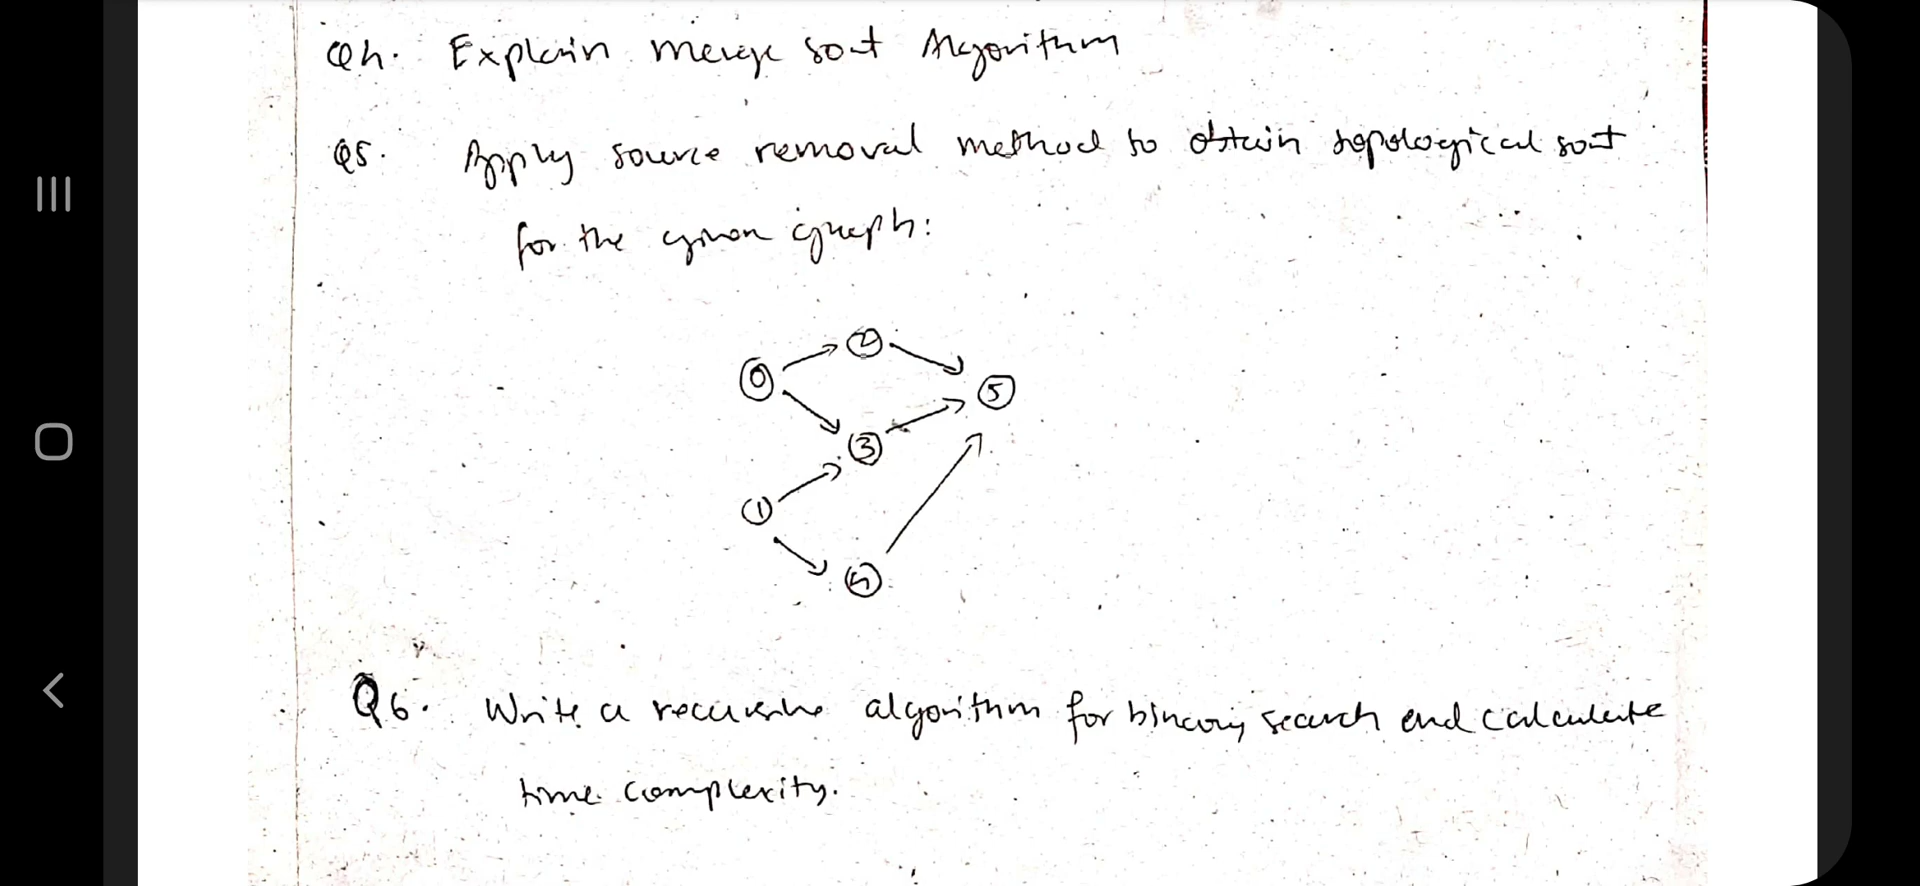 Q4. Explain merge sort Algorithm
Q5. Apply source removal method to obtain topological sort
for the given graph:
2
0
5
3
1
4
Q6. Write a recursive algorithm for binary search and calculate
time complexity.